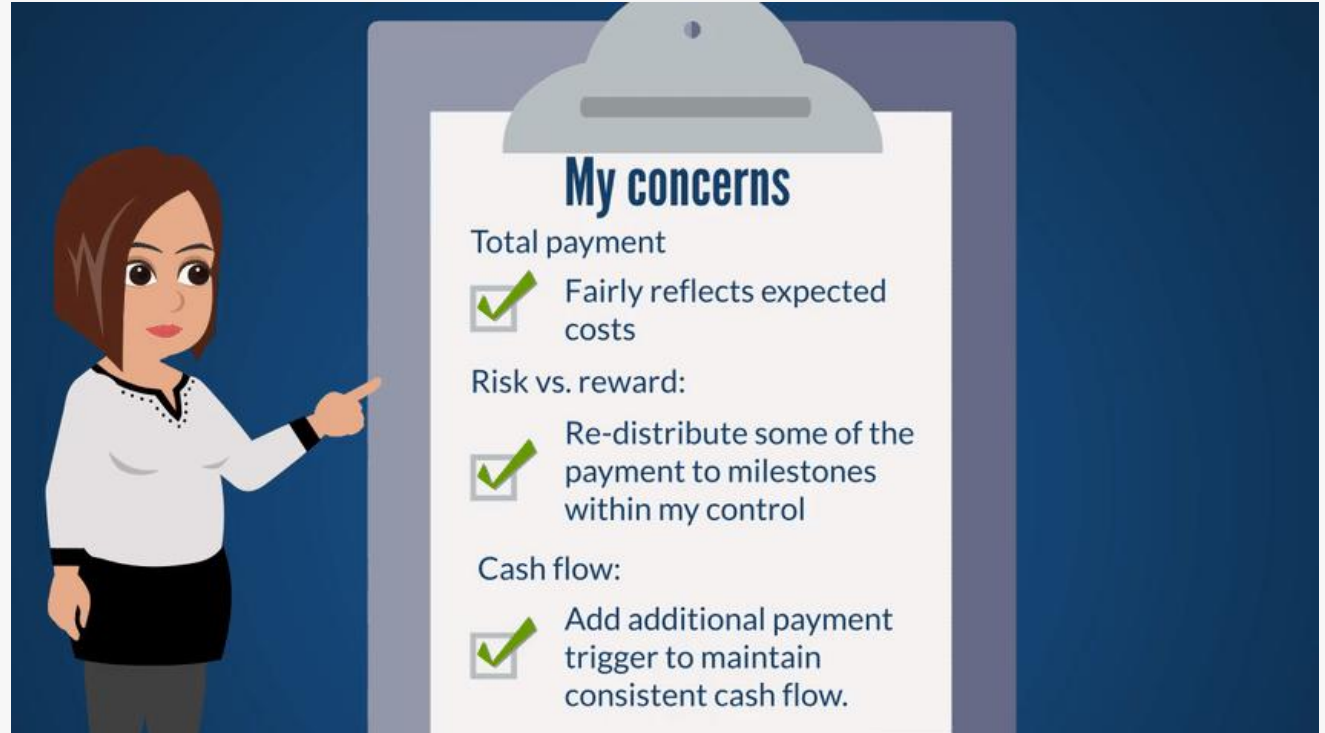 My concerns
Total payment
Fairly reflects expected
costs
Risk vs. reward:
Re-distribute some of the
payment to milestones
within my control
Cash flow:
Add additional payment
trigger to maintain
consistent cash flow.